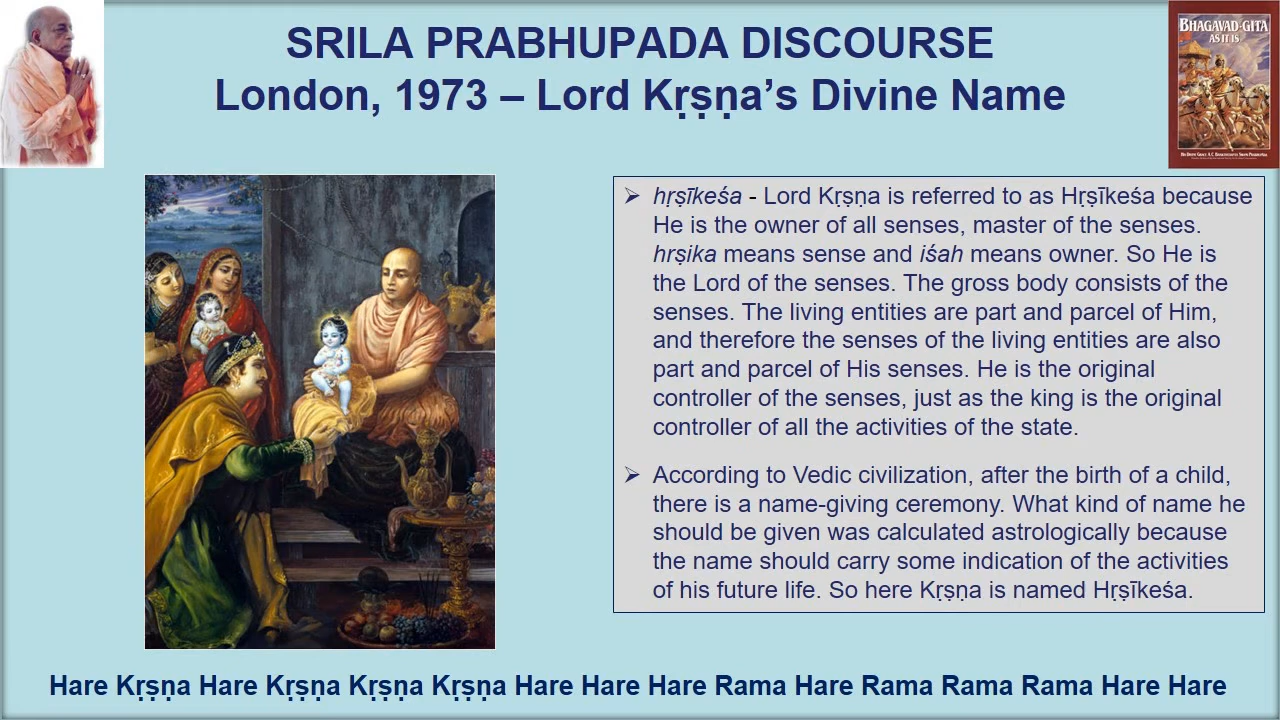 SRILA PRABHUPADA DISCOURSE
London, 1973 – Lord Kṛṣṇa’s Divine Name
BHAGAVAD-GITA
AS IT IS
➢ hṛṣīkeśa - Lord Kṛṣṇa is referred to as Hṛṣīkeśa because
He is the owner of all senses, master of the senses.
hrṣika means sense and iśah means owner. So He is
the Lord of the senses. The gross body consists of the
senses. The living entities are part and parcel of Him,
and therefore the senses of the living entities are also
part and parcel of His senses. He is the original
controller of the senses, just as the king is the original
controller of all the activities of the state.
➢ According to Vedic civilization, after the birth of a child,
there is a name-giving ceremony. What kind of name he
should be given was calculated astrologically because
the name should carry some indication of the activities
of his future life. So here Kṛṣṇa is named Hṛṣīkeśa.
Hare Kṛṣṇa Hare Kṛṣṇa Kṛṣṇa Kṛṣṇa Hare Hare Hare Rama Hare Rama Rama Rama Hare Hare